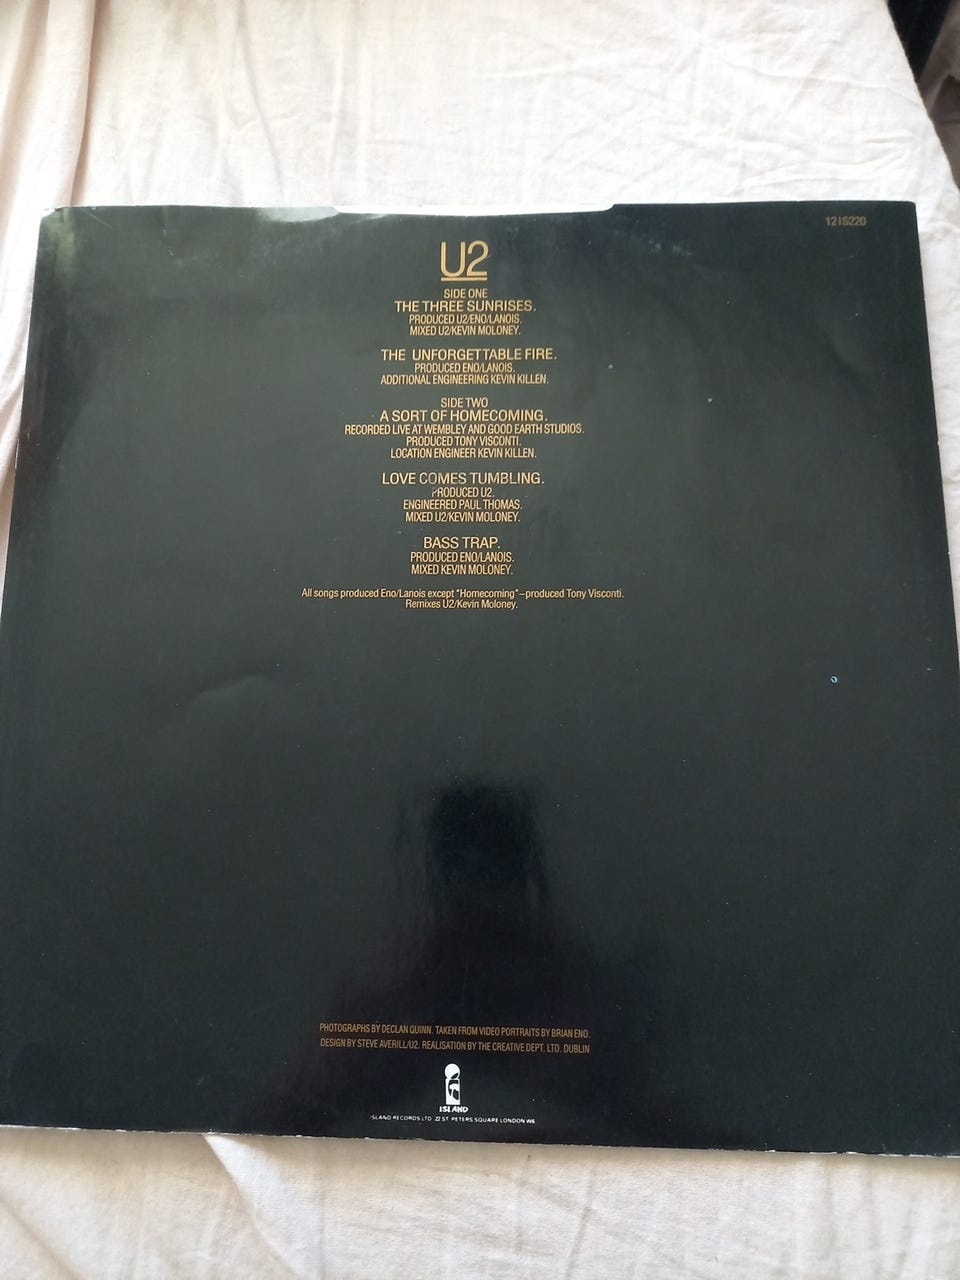 12IS220
U2
SIDE ONE
THE THREE SUNRISES.
PRODUCED U2/ENO/LANOIS.
MIXED U2/KEVIN MOLONEY.
THE UNFORGETTABLE FIRE.
PRODUCED ENO/LANOIS.
ADDITIONAL ENGINEERING KEVIN KILLEN.
SIDE TWO
A SORT OF HOMECOMING.
RECORDED LIVE AT WEMBLEY AND GOOD EARTH STUDIOS.
PRODUCED TONY VISCONTI.
LOCATION ENGINEER KEVIN KILLEN.
LOVE COMES TUMBLING.
PRODUCED U2.
ENGINEERED PAUL THOMAS.
MIXED U2/KEVIN MOLONEY.
BASS TRAP.
PRODUCED ENO/LANOIS.
MIXED KEVIN MOLONEY.
All songs produced Eno/Lanois except "Homecoming"–produced Tony Visconti.
Remixes U2/Kevin Moloney.
PHOTOGRAPHS BY DECLAN QUINN. TAKEN FROM VIDEO PORTRAITS BY BRIAN ENO.
DESIGN BY STEVE AVERILL/U2. REALISATION BY THE CREATIVE DEPT. LTD. DUBLIN
ISLAND
ISLAND RECORDS LTD. 22 ST. PETERS SQUARE LONDON W6